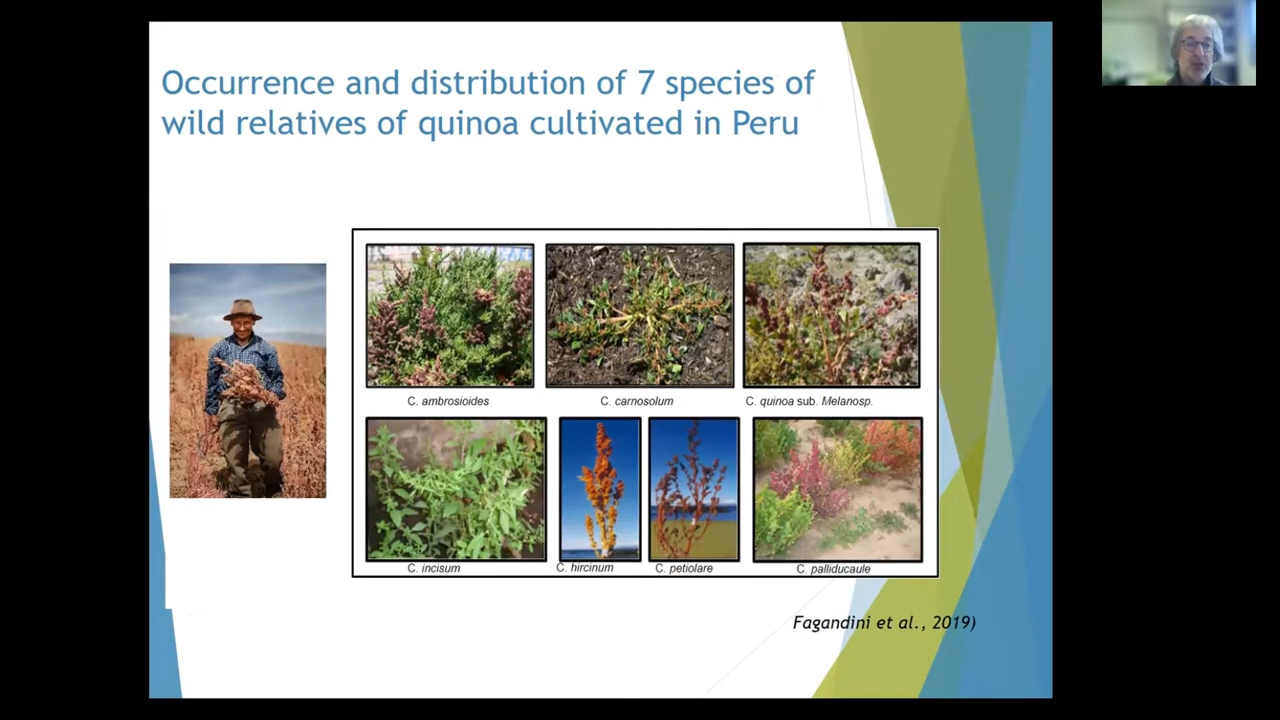 Occurrence and distribution of 7 species of
wild relatives of quinoa cultivated in Peru
C. ambrosioides
C. carnosolum
C. quinoa sub. Melanosp.
C. incisum
C. hircinum
C. petiolare
C. palliducaule
Fagandini et al., 2019)